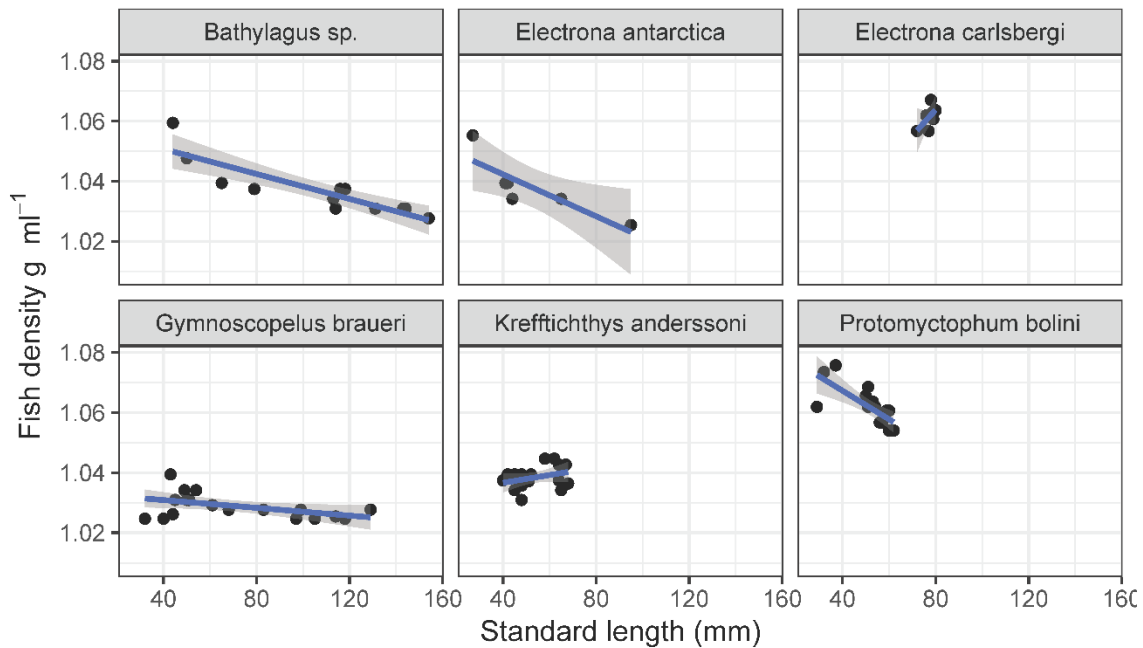 Bathylagus sp.
Electrona antarctica
Electrona carlsbergi
1.08
1.06
1.04
1.02
Gymnoscopelus braueri
Krefftichthys anderssoni
Protomyctophum bolini
1.08
1.06
1.04
1.02
40 80 120 160 40 80 120 160 40 80 120 160
Fish density g ml⁻¹
Standard length (mm)